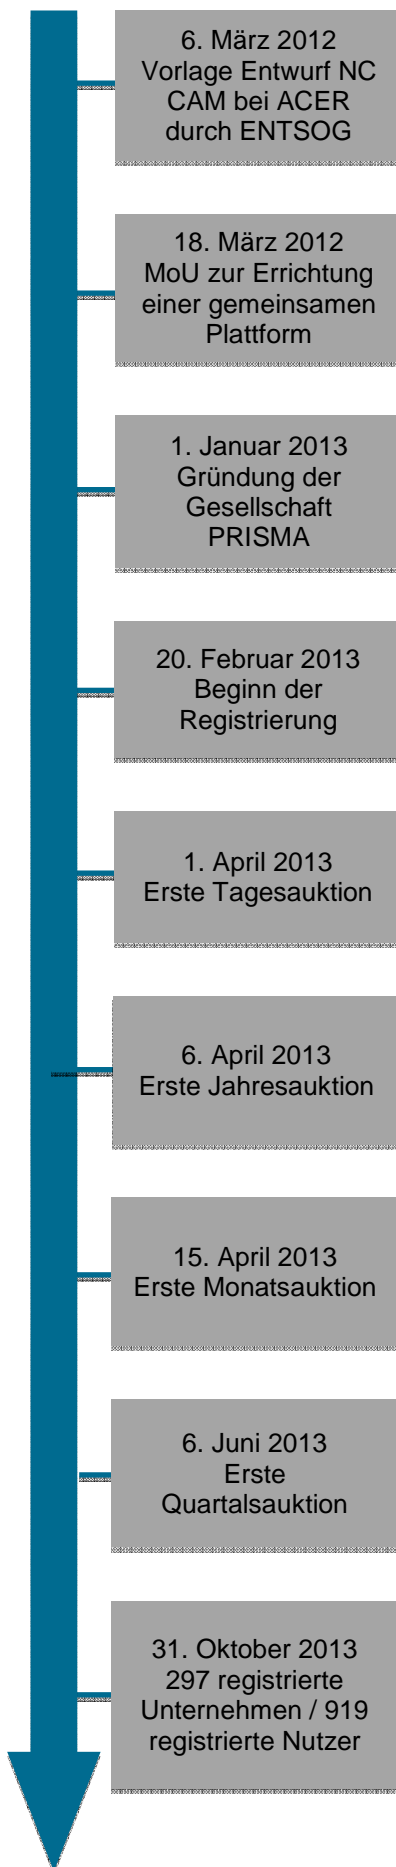 6. März 2012
Vorlage Entwurf NC
CAM bei ACER
durch ENTSOG
18. März 2012
MoU zur Errichtung
einer gemeinsamen
Plattform
1. Januar 2013
Gründung der
Gesellschaft
PRISMA
20. Februar 2013
Beginn der
Registrierung
1. April 2013
Erste Tagesauktion
6. April 2013
Erste Jahresauktion
15. April 2013
Erste Monatsauktion
6. Juni 2013
Erste
Quartalsauktion
31. Oktober 2013
297 registrierte
Unternehmen / 919
registrierte Nutzer